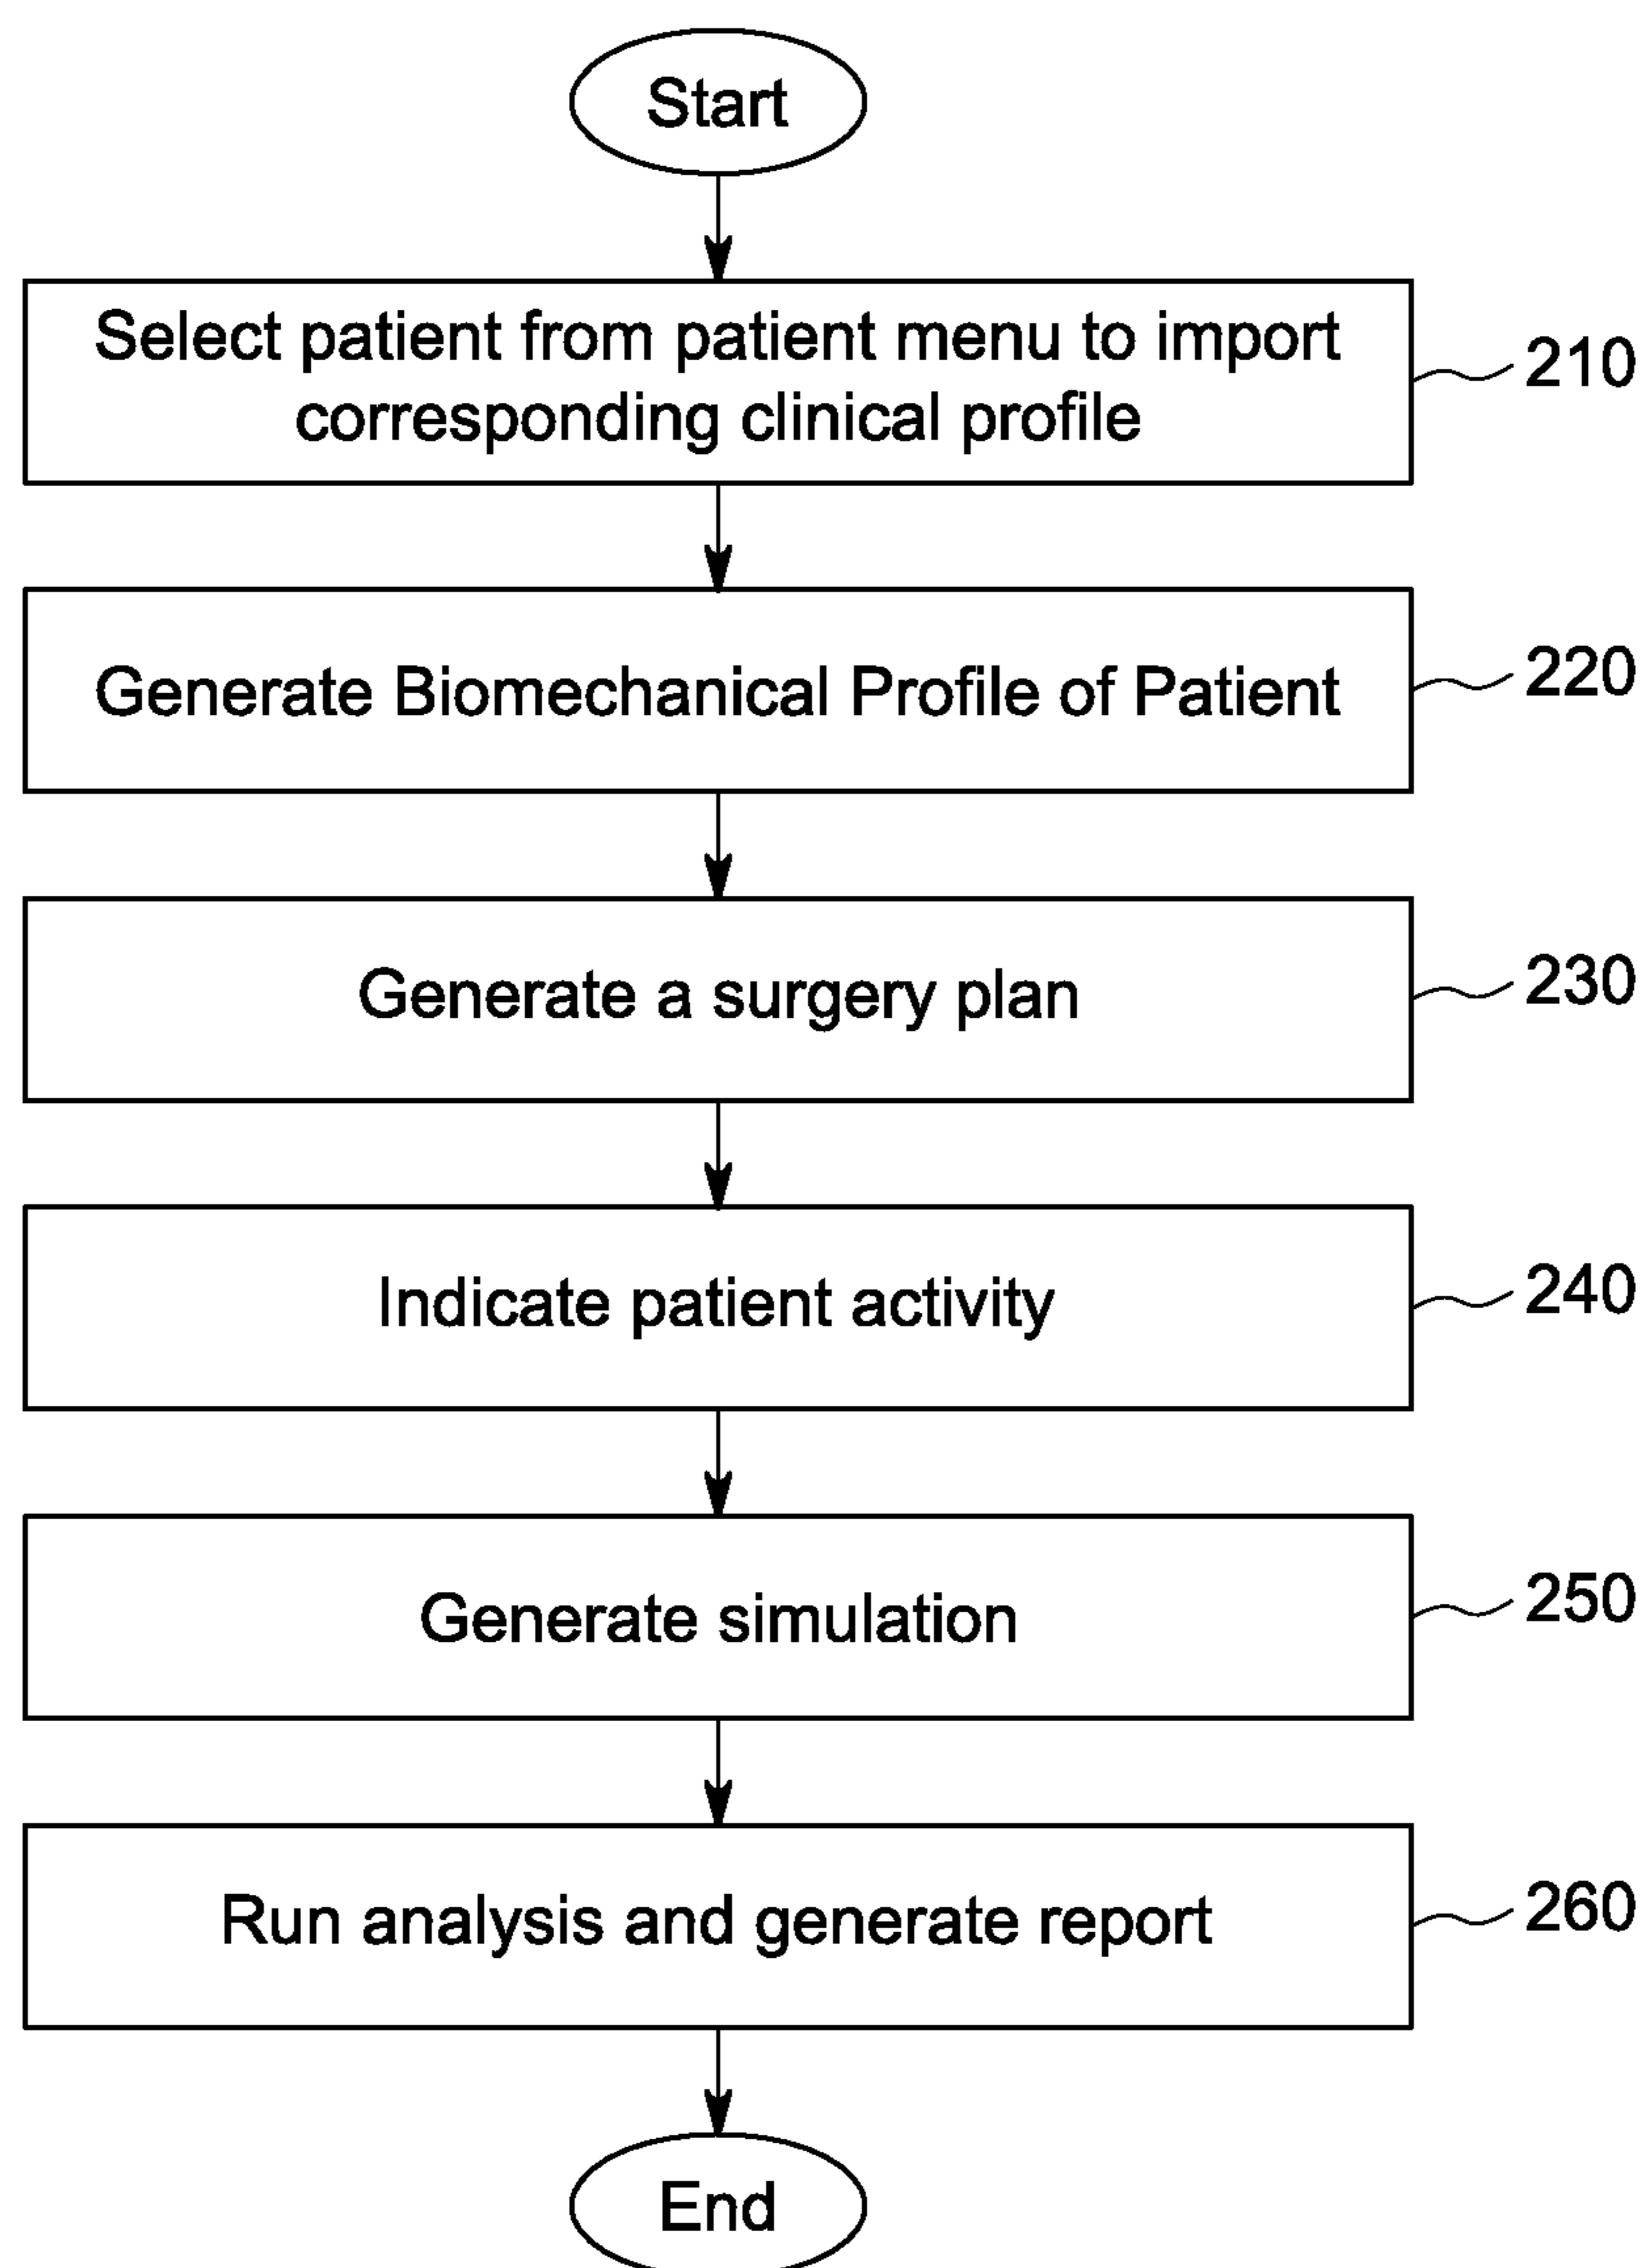 Start
Select patient from patient menu to import
corresponding clinical profile
210
Generate Biomechanical Profile of Patient
220
Generate a surgery plan
230
Indicate patient activity
240
Generate simulation
250
Run analysis and generate report
260
End